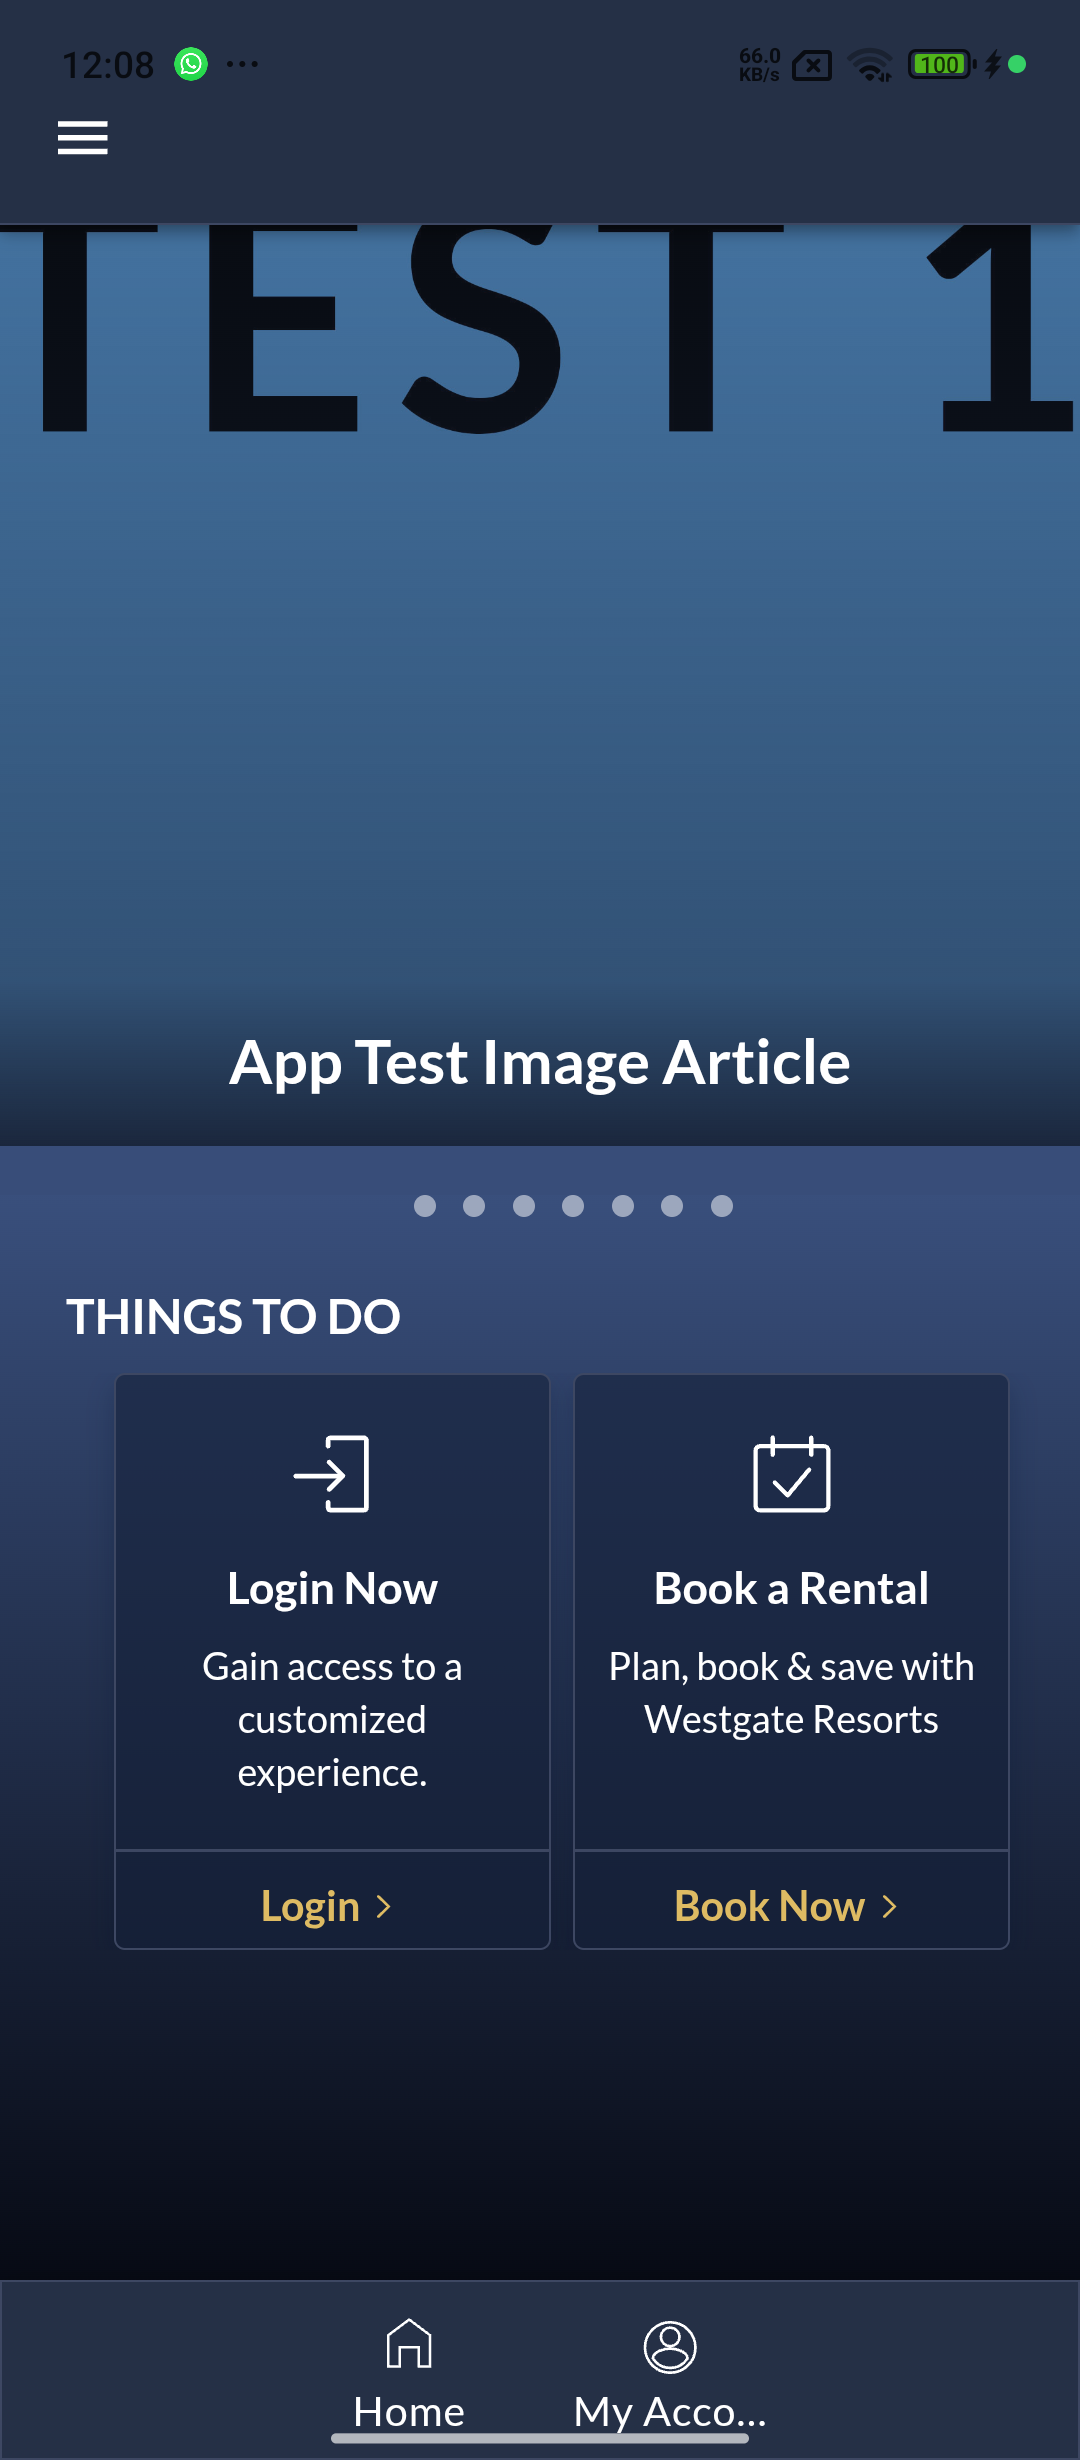 12:08
66.0
KB/s
100
TEST 1
App Test Image Article
THINGS TO DO
Login Now
Gain access to a
customized
experience.
Login
Book a Rental
Plan, book & save with
Westgate Resorts
Book Now
Home
My Acco...